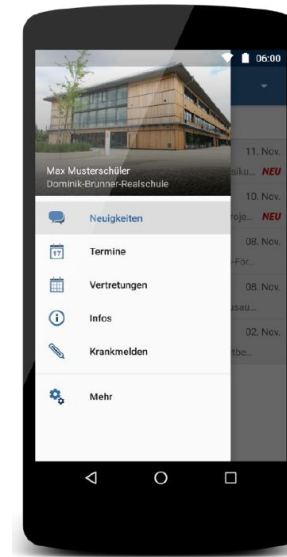 06:00
Max Musterschüler
Dominik-Brunner-Realschule
Neuigkeiten
17 Termine
Vertretungen
Infos
Krankmelden
Mehr
11. Nov.
NEU
10. Nov.
NEU
08. Nov.
08. Nov.
02. Nov.